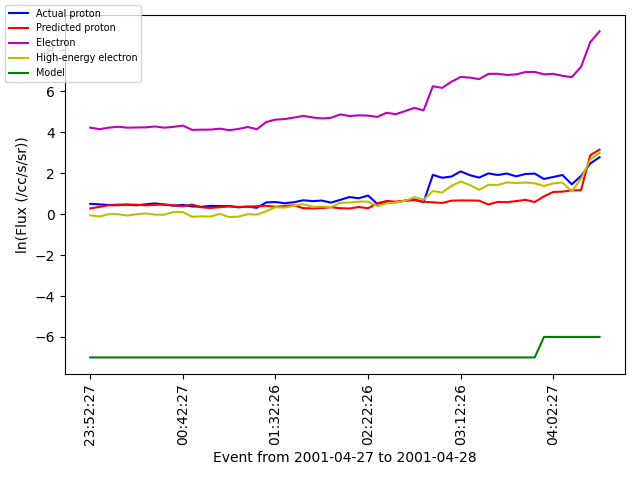 Actual proton
Predicted proton
Electron
High-energy electron
Model
8
6
4
2
0
−2
−4
−6
ln(Flux (/cc/s/sr))
23:52:27
00:42:27
01:32:26
02:22:26
03:12:26
04:02:27
Event from 2001-04-27 to 2001-04-28